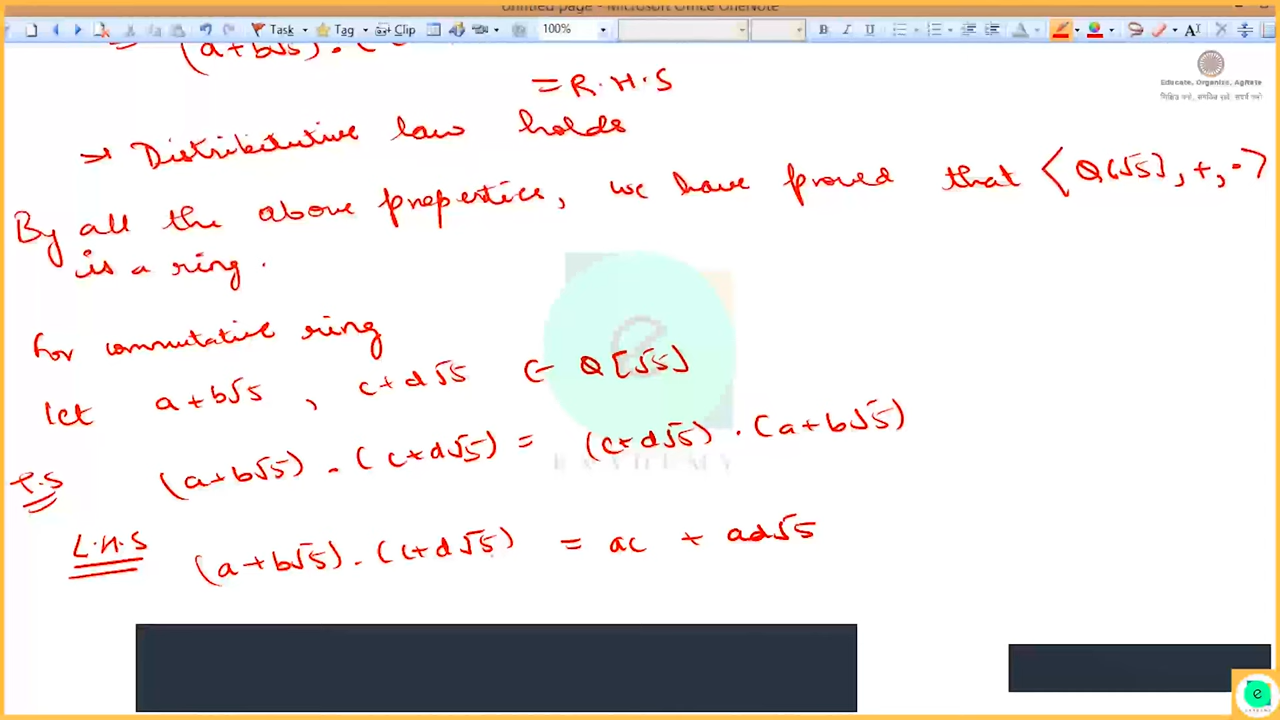 Untitled page - Microsoft Office OneNote
Task Tag Clip 100% B I U
= (a+b√5) · (c
Educate, Organise, Agitate
= R.H.S
⇒ Distribitutive law holds
By all the above properties, we have proved that ⟨Q[√5], +, ·⟩
is a ring.
For commutative ring
let a+b√5, c+d√5 ∈ Q[√5]
T.S (a+b√5) · (c+d√5) = (c+d√5) · (a+b√5)
L.H.S (a+b√5) · (c+d√5) = ac + ad√5
e